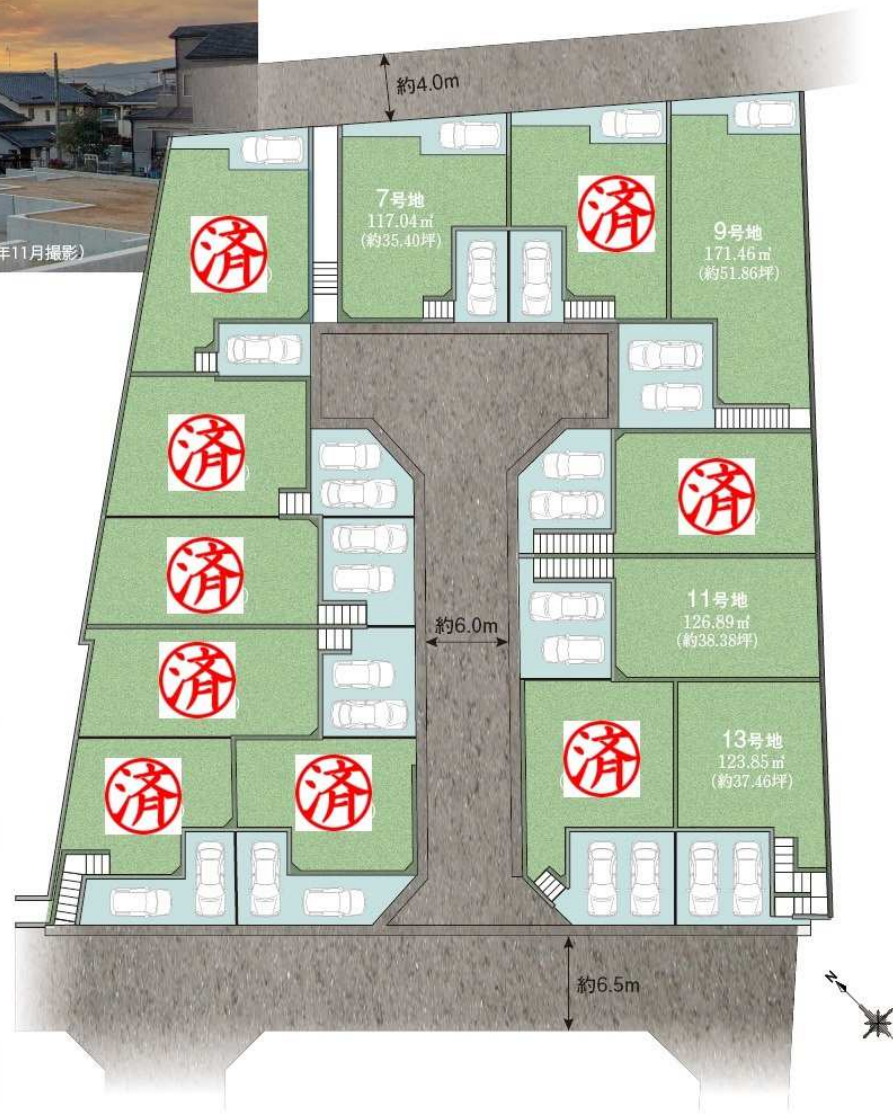 年11月撮影)
約4.0m
済
7号地
117.04㎡
(約35.40坪)
済
9号地
171.46㎡
(約51.86坪)
済
済
済
約6.0m
11号地
126.89㎡
(約38.38坪)
済
済
済
済
13号地
123.85㎡
(約37.46坪)
約6.5m
N